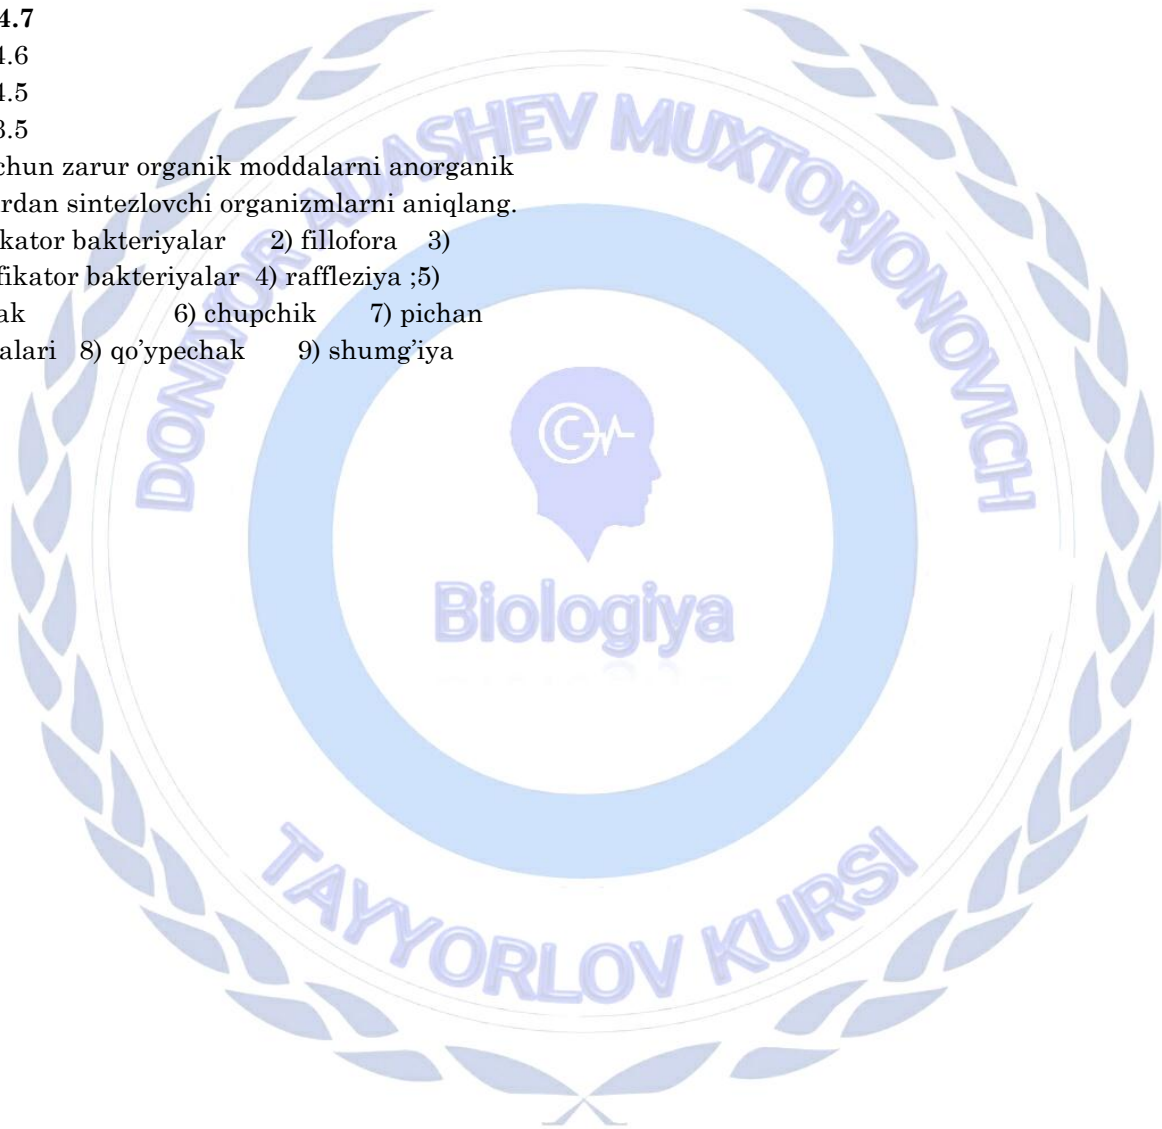 4.7
4.6
4.5
3.5
chun zarur organik moddalarni anorganik
rdan sintezlovchi organizmlarni aniqlang.
ikator bakteriyalar 2) fillofora 3)
fikator bakteriyalar 4) raffleziya ;5)
ak 6) chupchik 7) pichan
alari 8) qo’ypechak 9) shumg’iya
DONIYOR ADASHEV MUXTORJONOVICH
Biologiya
TAYYORLOV KURSI